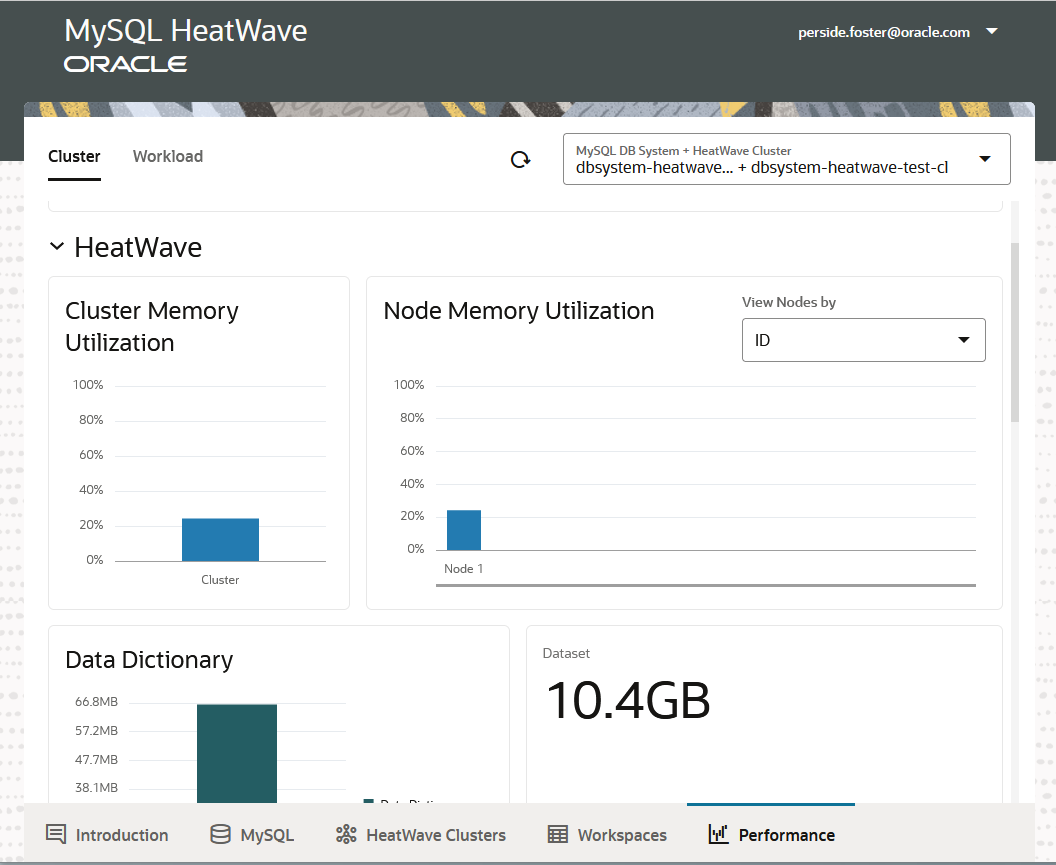 MySQL HeatWave
ORACLE
perside.foster@oracle.com
Cluster
Workload
MySQL DB System + HeatWave Cluster
dbsystem-heatwave... + dbsystem-heatwave-test-cl
HeatWave
Cluster Memory
Utilization
100%
80%
60%
40%
20%
0%
Cluster
Node Memory Utilization
View Nodes by
ID
100%
80%
60%
40%
20%
0%
Node 1
Data Dictionary
66.8MB
57.2MB
47.7MB
38.1MB
Dataset
10.4GB
Introduction
MySQL
HeatWave Clusters
Workspaces
Performance